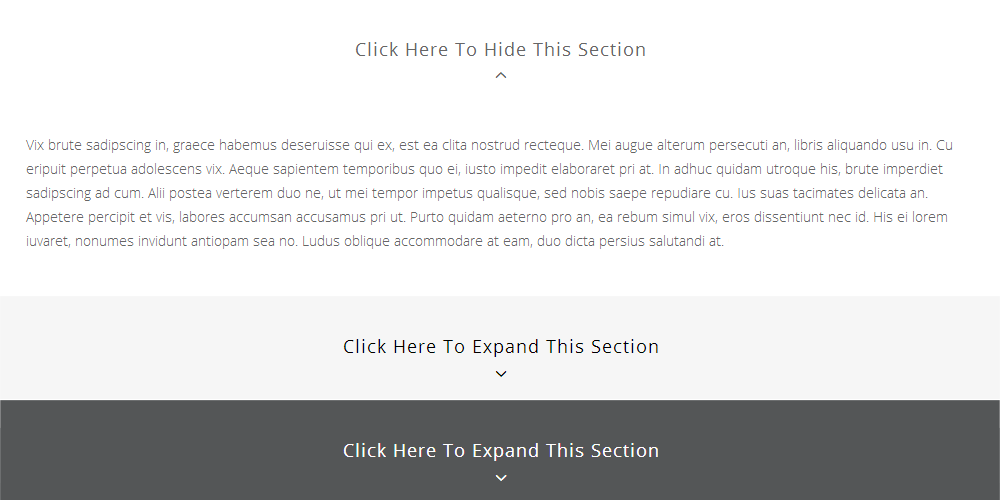 Click Here To Hide This Section
Vix brute sadipscing in, graece habemus deseruisse qui ex, est ea clita nostrud recteque. Mei augue alterum persecuti an, libris aliquando usu in. Cu
eripuit perpetua adolescens vix. Aeque sapientem temporibus quo ei, iusto impedit elaboraret pri at. In adhuc quidam utroque his, brute imperdiet
sadipscing ad cum. Alii postea verterem duo ne, ut mei tempor impetus qualisque, sed nobis saepe repudiare cu. Ius suas tacimates delicata an.
Appetere percipit et vis, labores accumsan accusamus pri ut. Purto quidam aeterno pro an, ea rebum simul vix, eros dissentiunt nec id. His ei lorem
iuvaret, nonumes invidunt antiopam sea no. Ludus oblique accommodare at eam, duo dicta persius salutandi at.
Click Here To Expand This Section
Click Here To Expand This Section